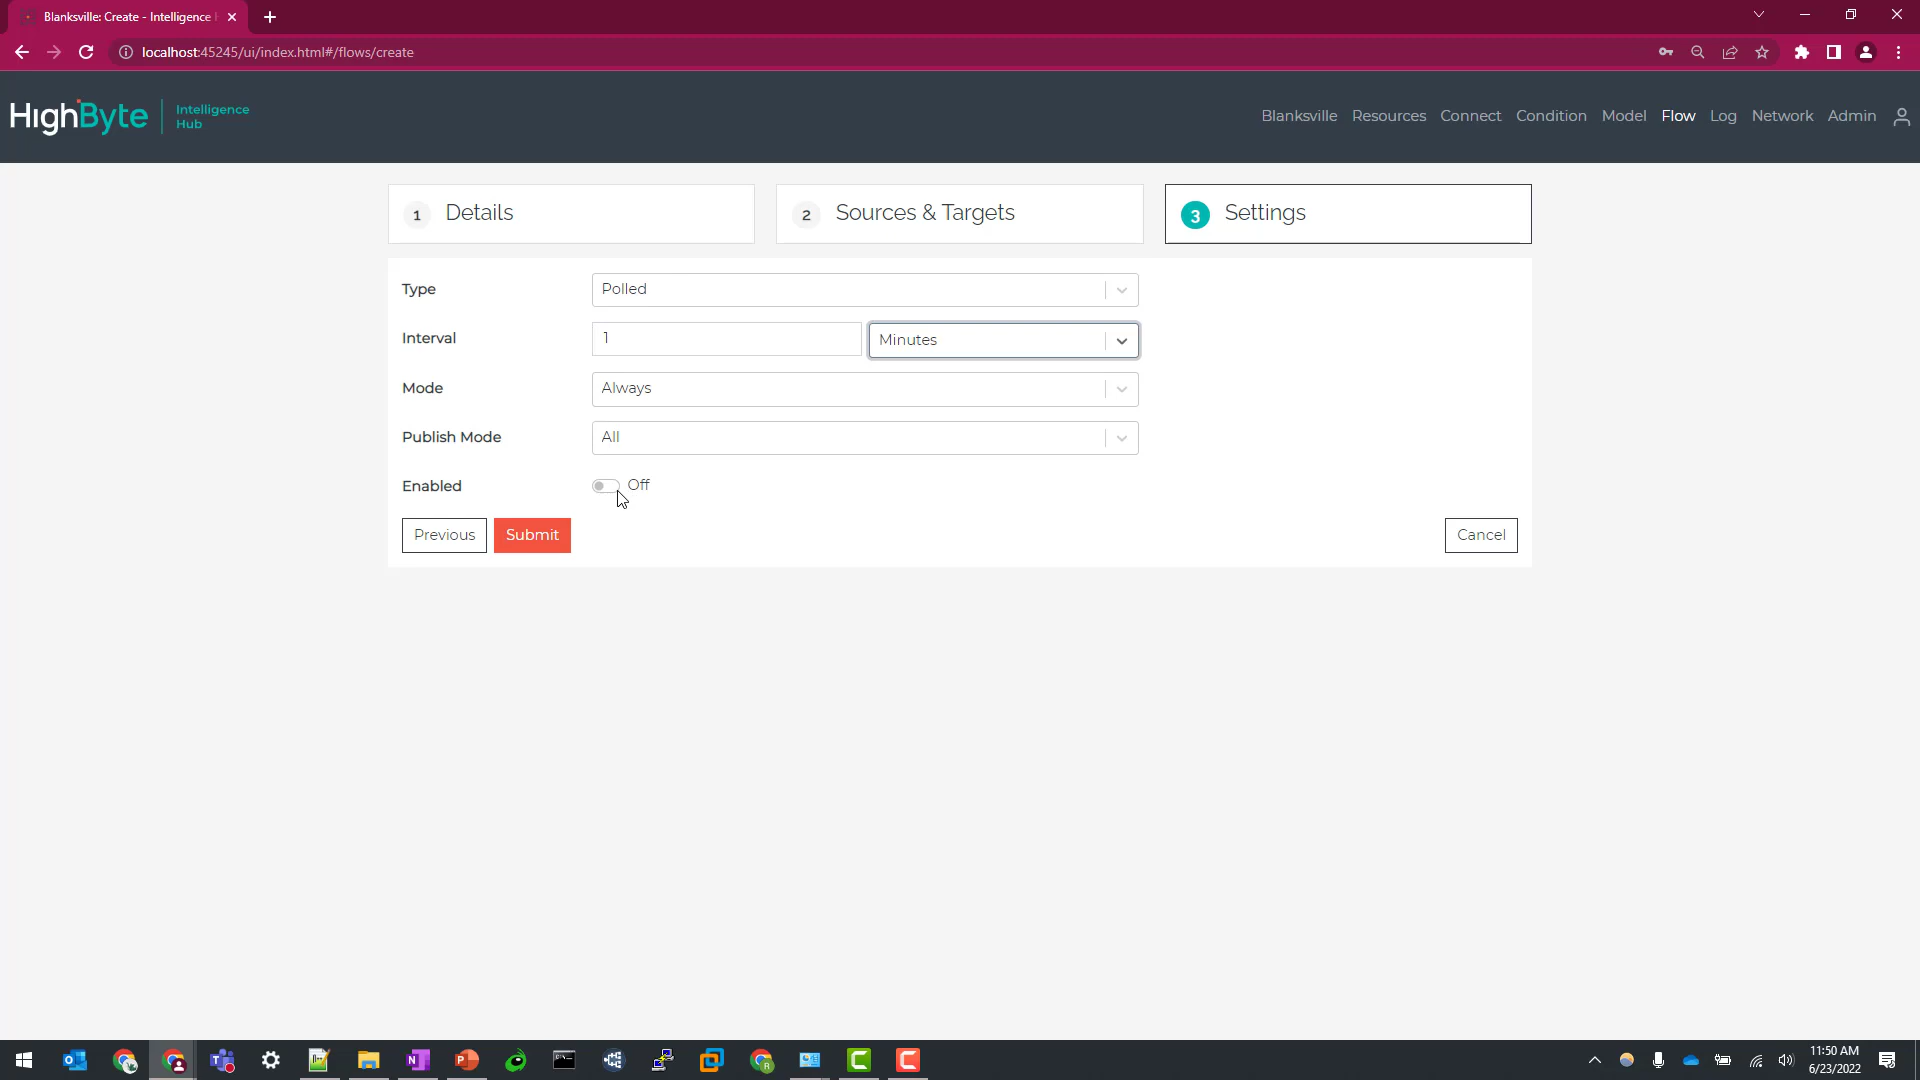 Blanksville: Create - Intelligence
localhost:45245/ui/index.html#/flows/create
HighByte
Intelligence
Hub
Blanksville Resources Connect Condition Model Flow Log Network Admin
1 Details
2 Sources & Targets
3 Settings
Type Polled
Interval 1 Minutes
Mode Always
Publish Mode All
Enabled Off
Previous Submit Cancel
11:50 AM
6/23/2022